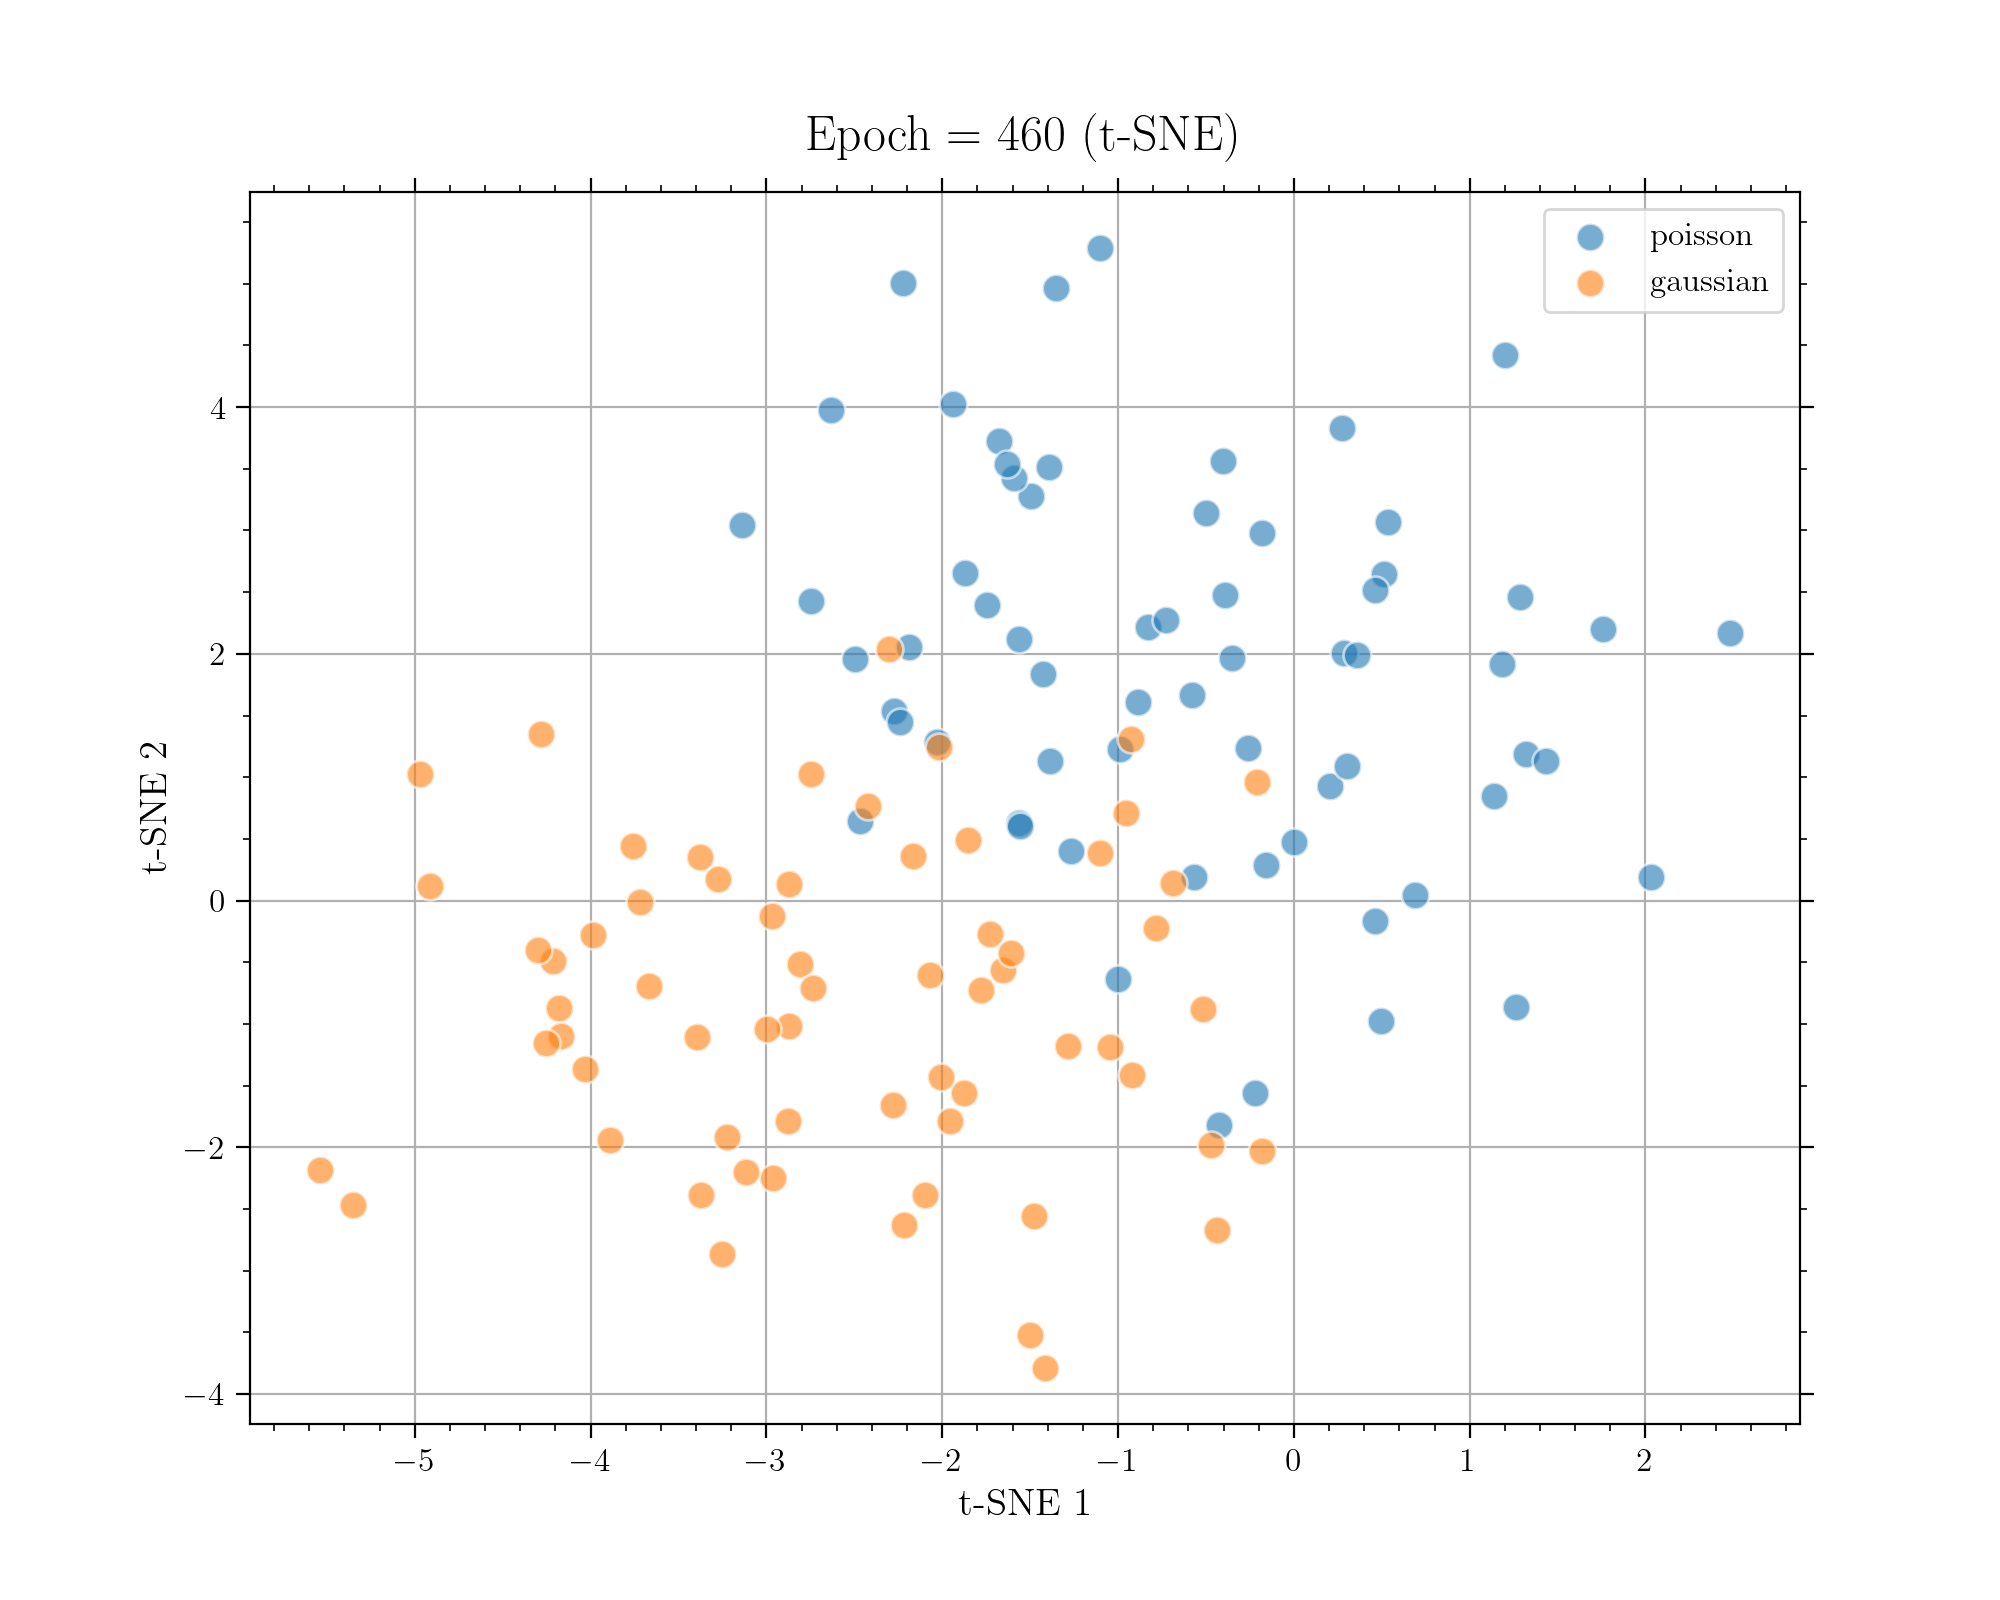 Epoch = 460 (t-SNE)
poisson
gaussian
t-SNE 2
4
2
0
−2
−4
−5 −4 −3 −2 −1 0 1 2
t-SNE 1